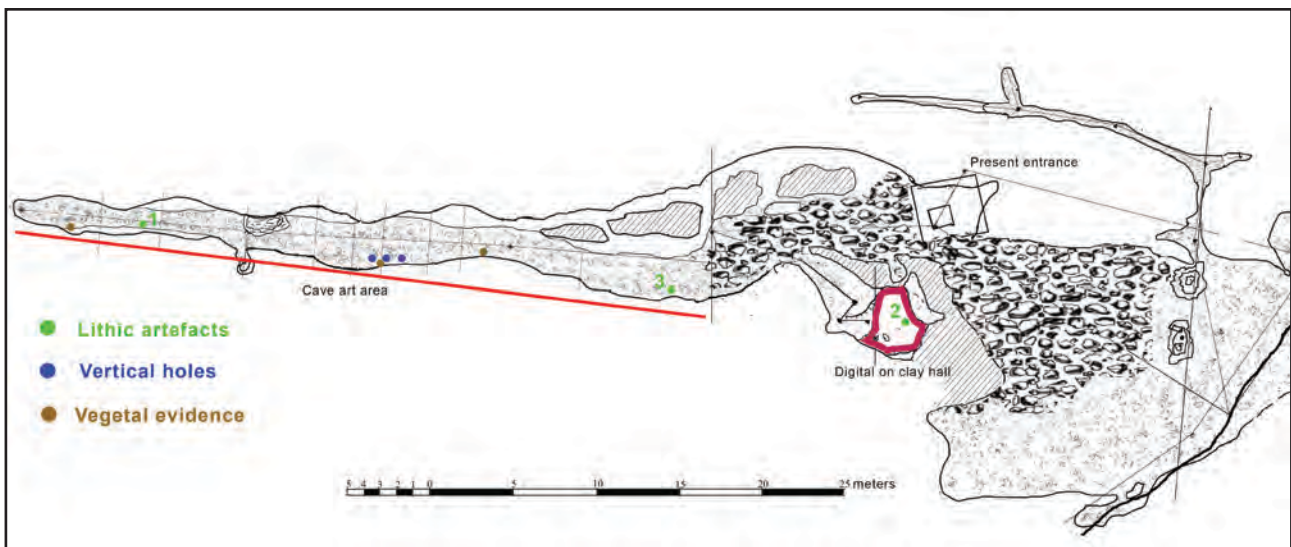 Present entrance
1
3
2
Cave art area
Digital on clay hall
Lithic artefacts
Vertical holes
Vegetal evidence
5 4 3 2 1 0 5 10 15 20 25 meters